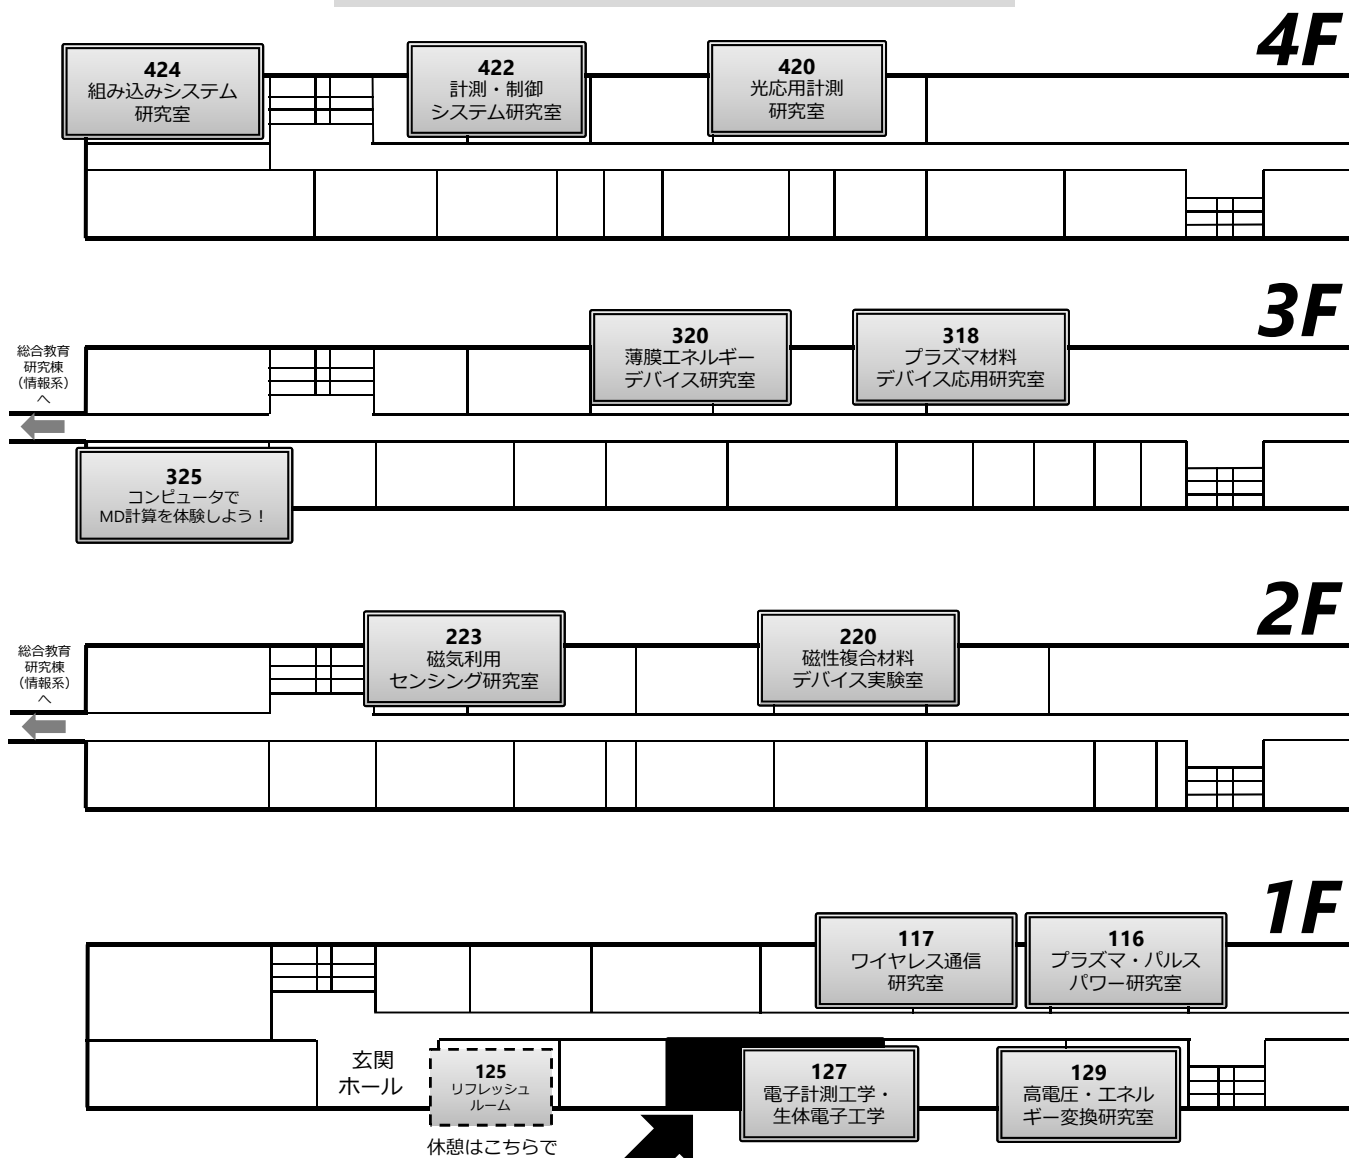 4F
424
組み込みシステム
研究室
422
計測・制御
システム研究室
420
光応用計測
研究室
3F
総合教育
研究棟
（情報系）
へ
320
薄膜エネルギー
デバイス研究室
318
プラズマ材料
デバイス応用研究室
325
コンピュータで
MD計算を体験しよう！
2F
総合教育
研究棟
（情報系）
へ
223
磁気利用
センシング研究室
220
磁性複合材料
デバイス実験室
1F
117
ワイヤレス通信
研究室
116
プラズマ・パルス
パワー研究室
玄関
ホール
125
リフレッシュ
ルーム
休憩はこちらで
127
電子計測工学・
生体電子工学
129
高電圧・エネル
ギー変換研究室